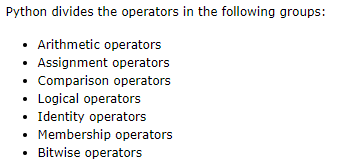 Python divides the operators in the following groups:
• Arithmetic operators
• Assignment operators
• Comparison operators
• Logical operators
• Identity operators
• Membership operators
• Bitwise operators